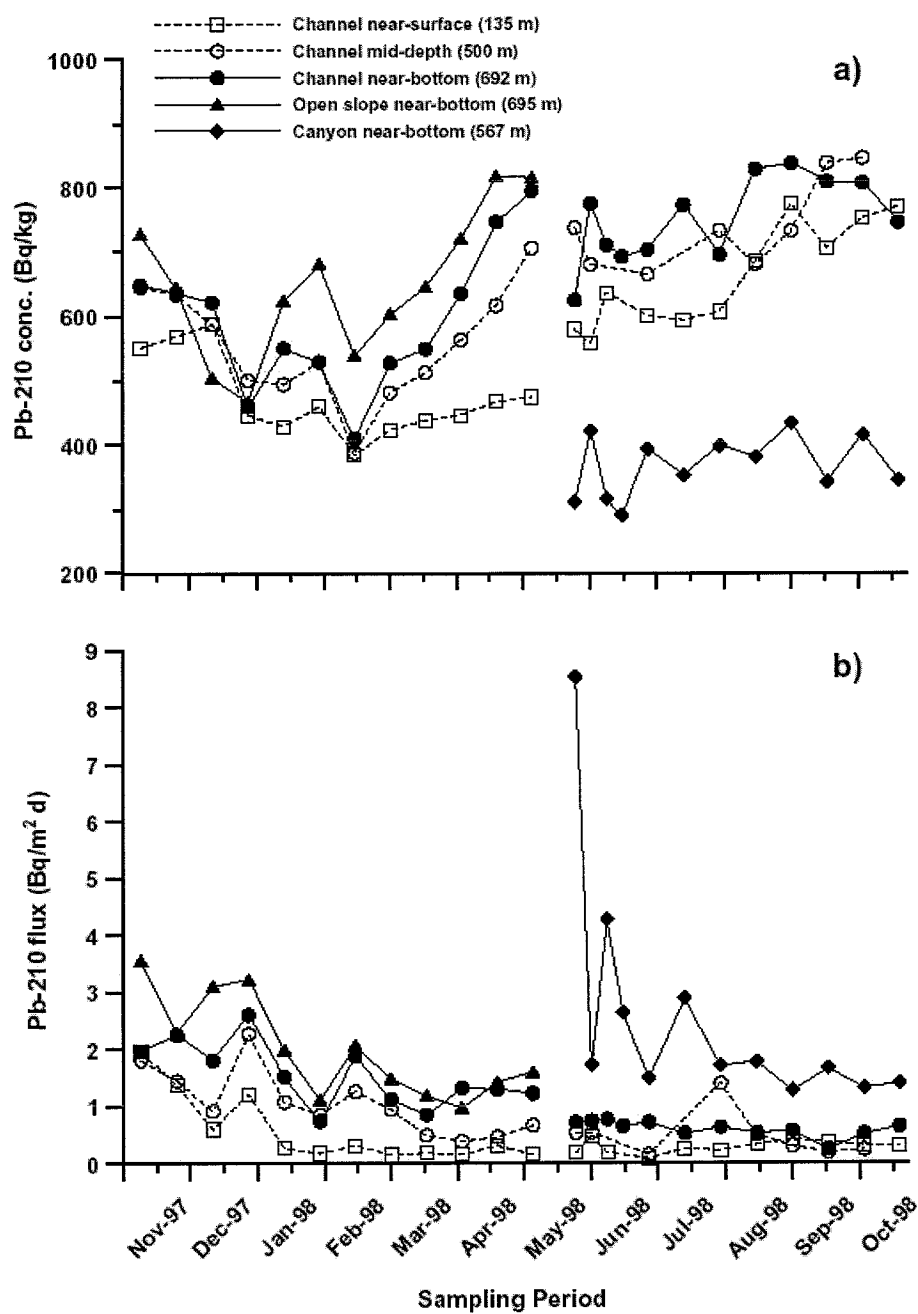 Channel near-surface (135 m)
Channel mid-depth (500 m)
Channel near-bottom (692 m)
Open slope near-bottom (695 m)
Canyon near-bottom (567 m)
a)
1000
800
600
400
200
Pb-210 conc. (Bq/kg)
b)
9
8
7
6
5
4
3
2
1
0
Pb-210 flux (Bq/m² d)
Nov-97
Dec-97
Jan-98
Feb-98
Mar-98
Apr-98
May-98
Jun-98
Jul-98
Aug-98
Sep-98
Oct-98
Sampling Period